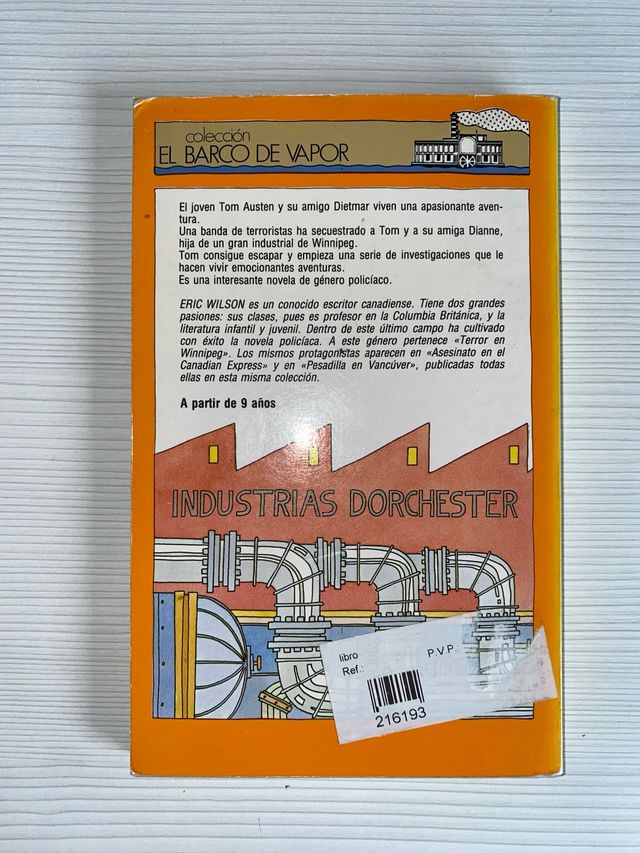 colección
EL BARCO DE VAPOR
El joven Tom Austen y su amigo Dietmar viven una apasionante aven-
tura.
Una banda de terroristas ha secuestrado a Tom y a su amiga Dianne,
hija de un gran industrial de Winnipeg.
Tom consigue escapar y empieza una serie de investigaciones que le
hacen vivir emocionantes aventuras.
Es una interesante novela de género policíaco.
ERIC WILSON es un conocido escritor canadiense. Tiene dos grandes
pasiones: sus clases, pues es profesor en la Columbia Británica, y la
literatura infantil y juvenil. Dentro de este último campo ha cultivado
con éxito la novela policíaca. A este género pertenece «Terror en
Winnipeg». Los mismos protagonistas aparecen en «Asesinato en el
Canadian Express» y en «Pesadilla en Vancúver», publicadas todas
ellas en esta misma colección.
A partir de 9 años
INDUSTRIAS DORCHESTER
libro P.V.P.:
Ref.:
216193